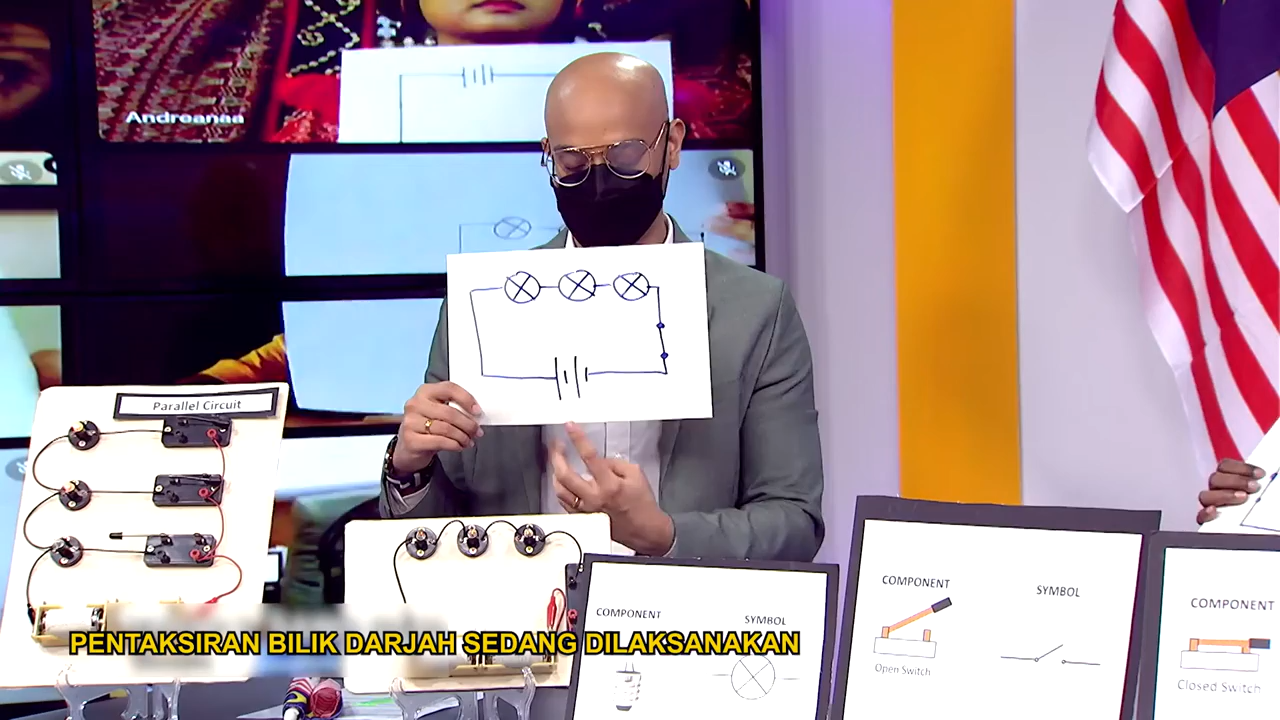 Andreanaa
Parallel Circuit
COMPONENT
SYMBOL
COMPONENT
SYMBOL
Open Switch
COMPONENT
Closed Switch
PENTAKSIRAN BILIK DARJAH SEDANG DILAKSANAKAN